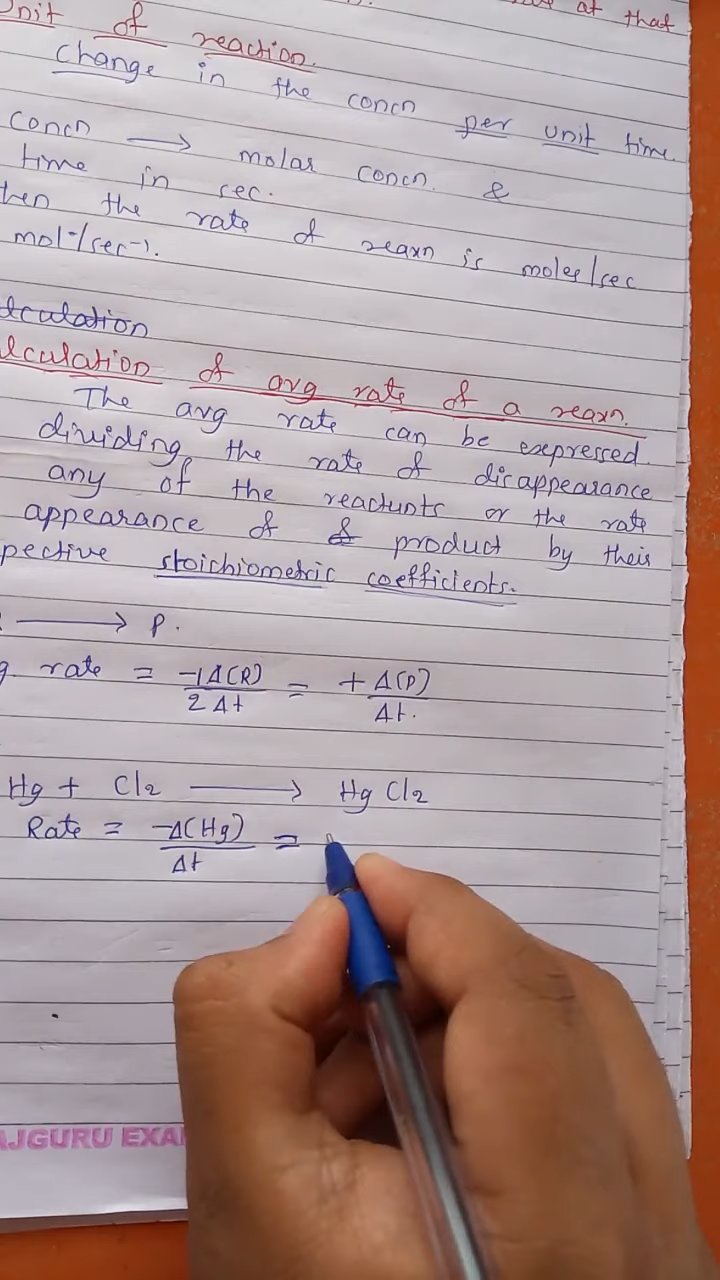 Unit of reaction. at that
Change in the concn per unit time.
Concn → molar concn. &
time in sec.
the rate of reaxn is moles/sec
mol-/sec-1.
lculation
lculation of avg rate of a reaxn.
The avg rate can be expressed
dividing the rate of disappearance
any of the reactunts or the rate
appearance of product by their
pective stoichiometric coefficients.
→ P.
rate = -1Δ(R)/2Δt = +Δ(P)/Δt.
Hg + Cl2 → HgCl2
Rate = -Δ(Hg)/Δt =
AJGURU EXA